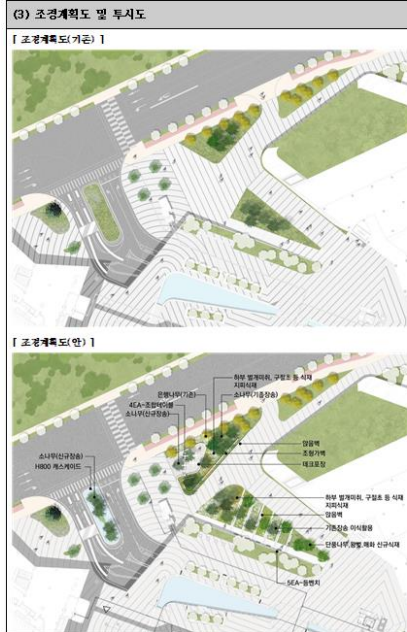 (3) 조경계획도 및 투시도
[ 조경계획도(기존) ]
[ 조경계획도(안) ]
하부 벌개미취, 구절초 등 식재
지피식재
은행나무(기존)
소나무(기존장송)
4EA-조합테이블
소나무(신규장송)
앉음벽
조형가벽
데크포장
소나무(신규장송)
H800 캐스케이드
하부 벌개미취, 구절초 등 식재
지피식재
앉음벽
기존장송 이식활용
단풍나무,왕벚,매화 신규식재
5EA-등벤치